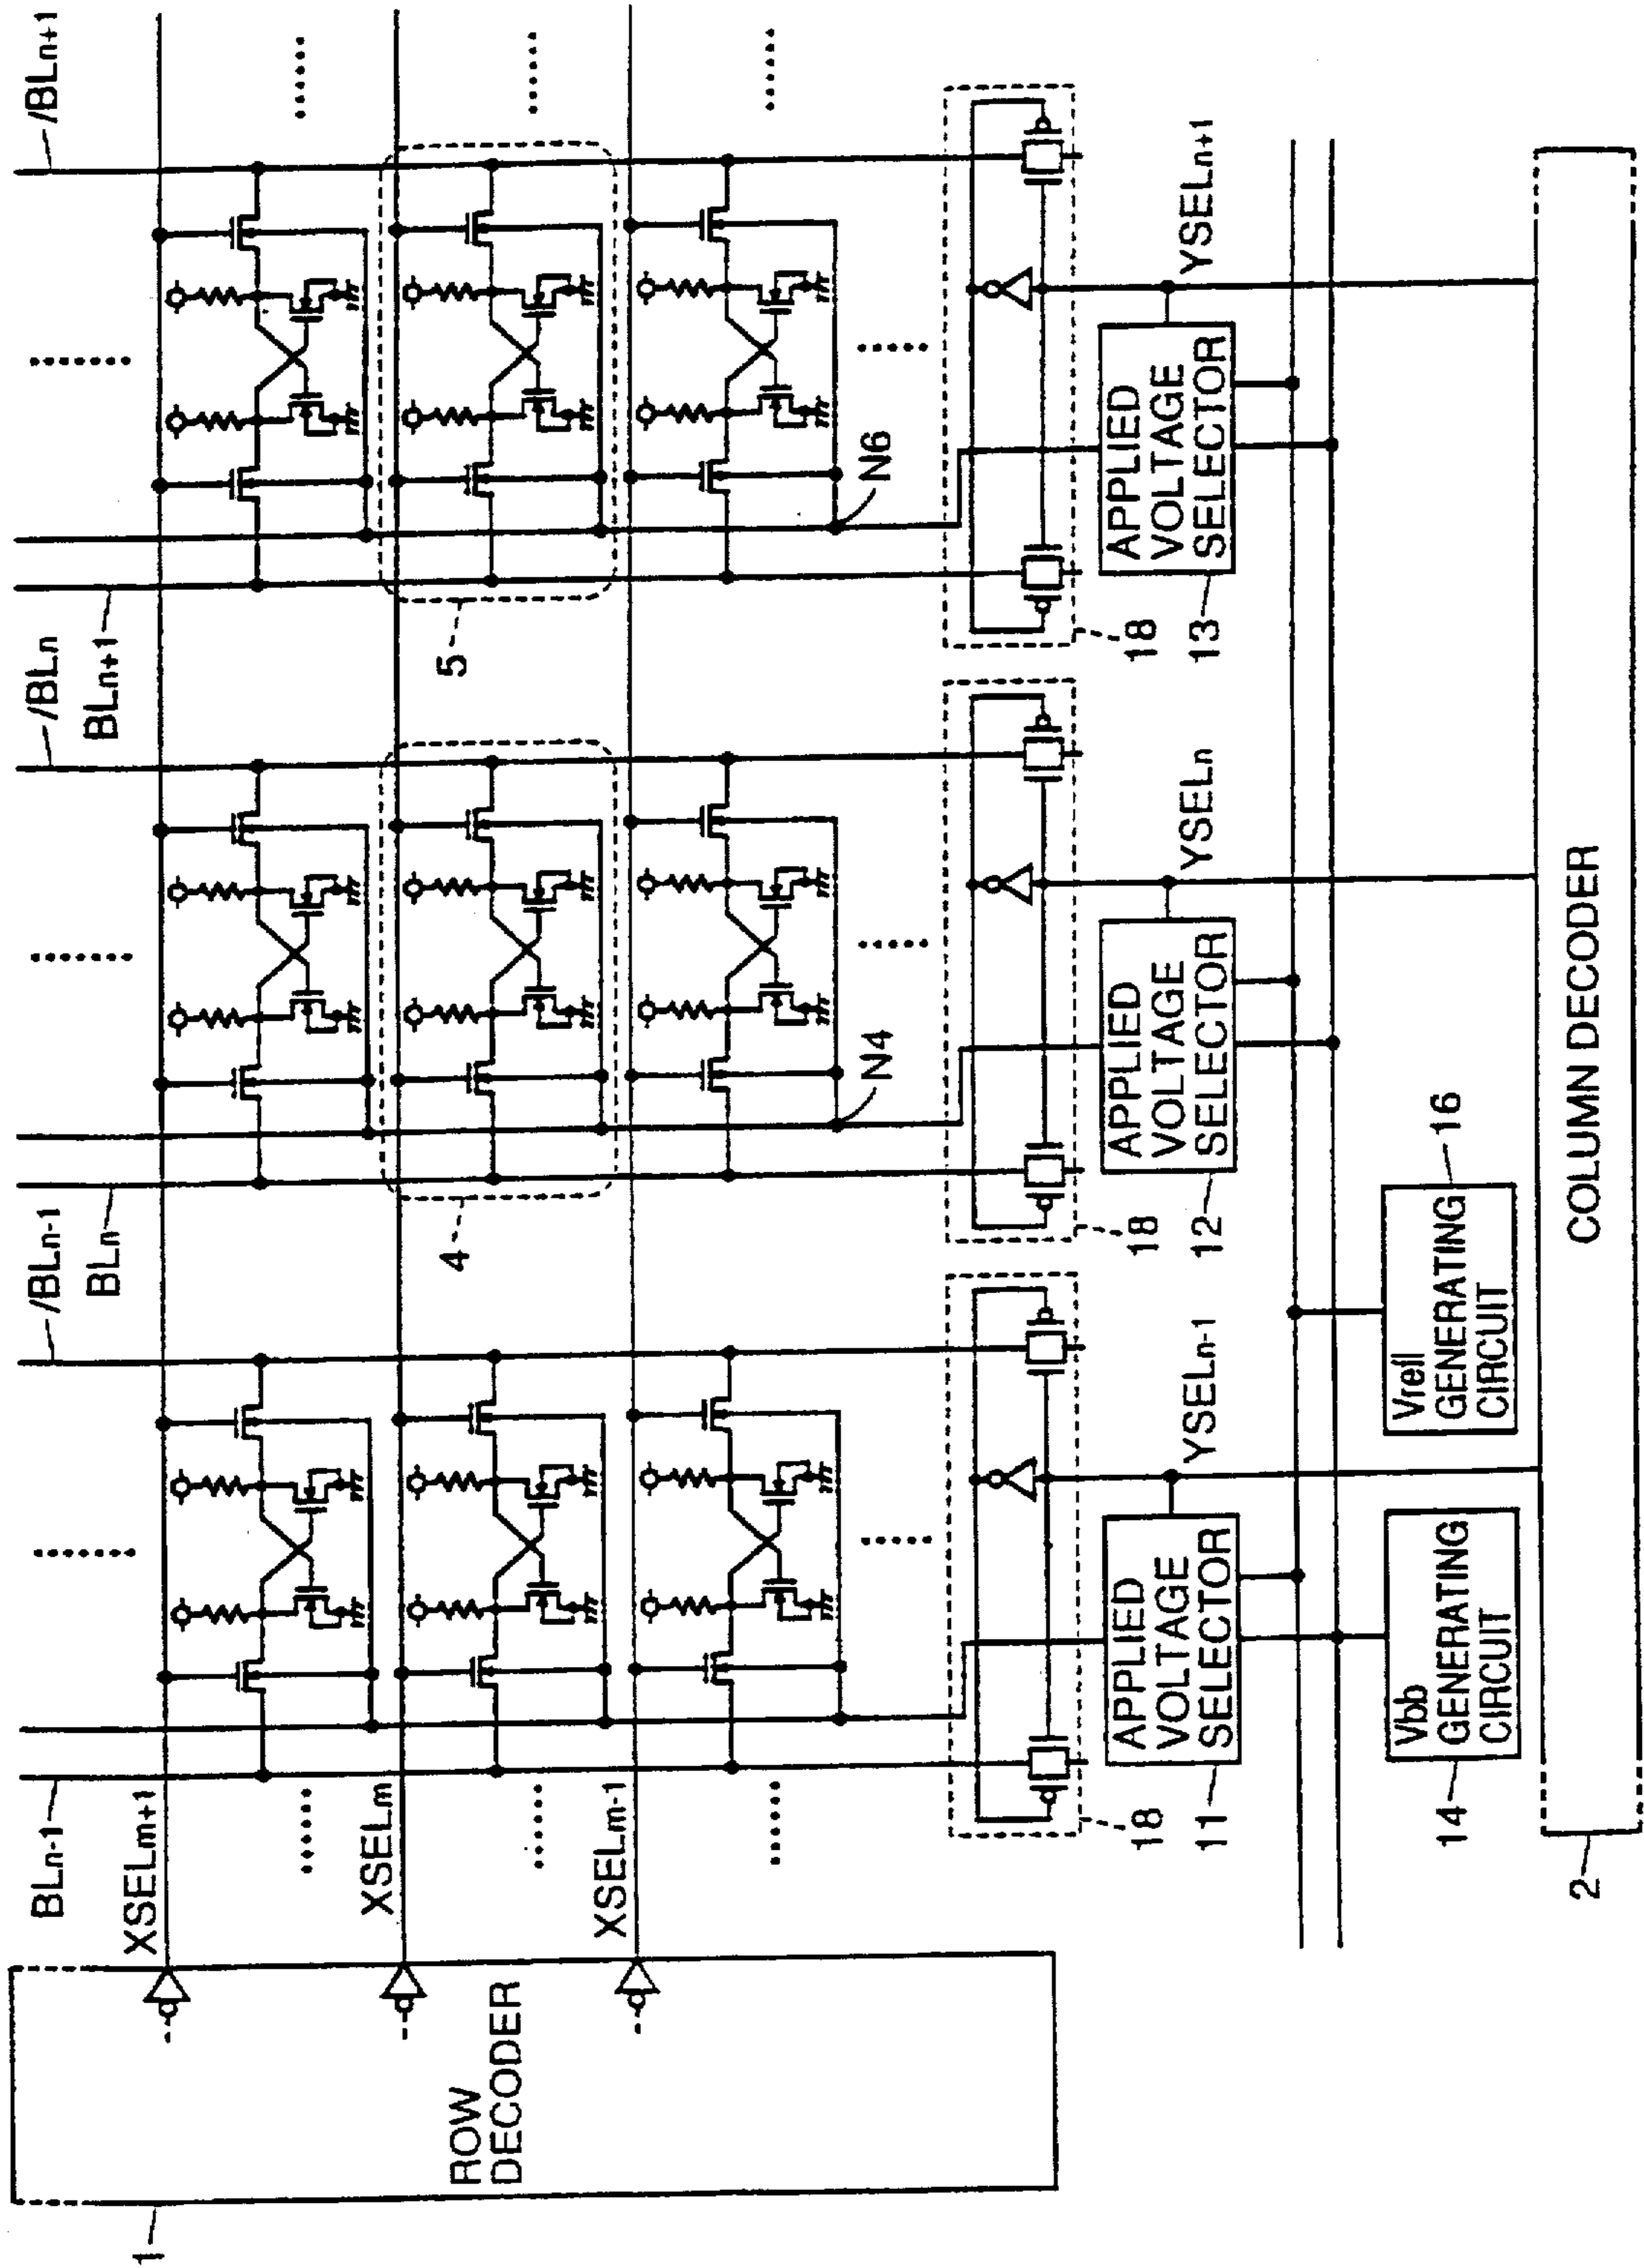 /BLn+1
/BLn
BLn+1
/BLn-1
BLn
BLn-1
XSELm+1
XSELm
XSELm-1
ROW
DECODER
1
5
4
N6
N4
18
18
18
APPLIED
VOLTAGE
SELECTOR
13
YSELn+1
APPLIED
VOLTAGE
SELECTOR
12
YSELn
APPLIED
VOLTAGE
SELECTOR
11
YSELn-1
Vrefl
GENERATING
CIRCUIT
16
Vbb
GENERATING
CIRCUIT
14
COLUMN DECODER
2